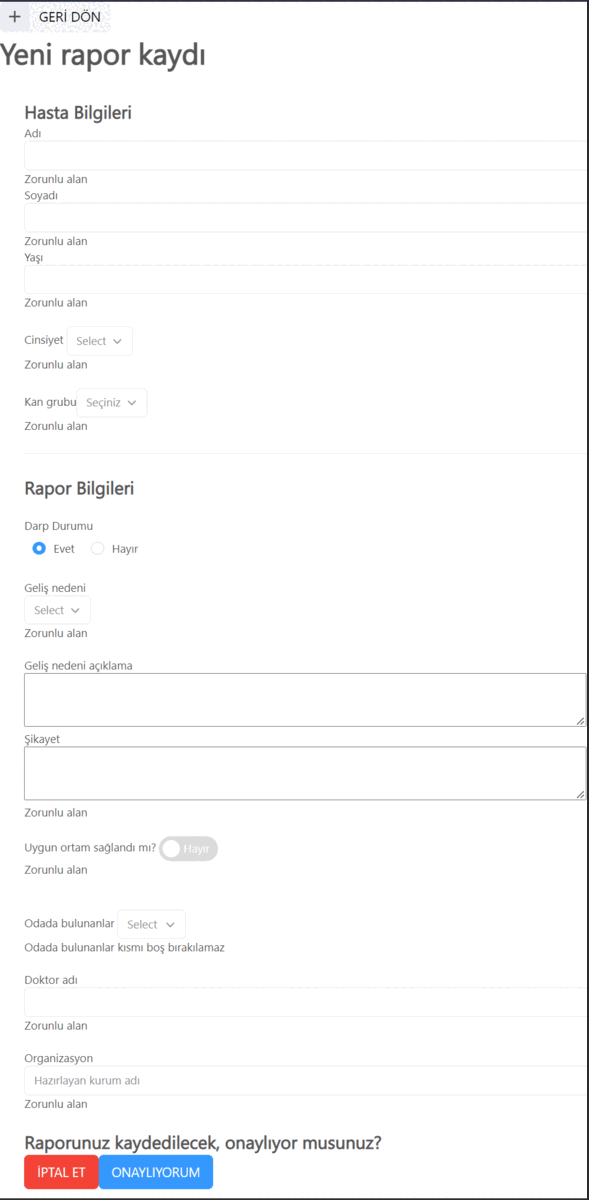 + GERİ DÖN
Yeni rapor kaydı
Hasta Bilgileri
Adı
Zorunlu alan
Soyadı
Zorunlu alan
Yaşı
Zorunlu alan
Cinsiyet Select
Zorunlu alan
Kan grubu Seçiniz
Zorunlu alan
Rapor Bilgileri
Darp Durumu
Evet Hayır
Geliş nedeni
Select
Zorunlu alan
Geliş nedeni açıklama
Şikayet
Zorunlu alan
Uygun ortam sağlandı mı? Hayır
Zorunlu alan
Odada bulunanlar Select
Odada bulunanlar kısmı boş bırakılamaz
Doktor adı
Zorunlu alan
Organizasyon
Hazırlayan kurum adı
Zorunlu alan
Raporunuz kaydedilecek, onaylıyor musunuz?
İPTAL ET ONAYLIYORUM